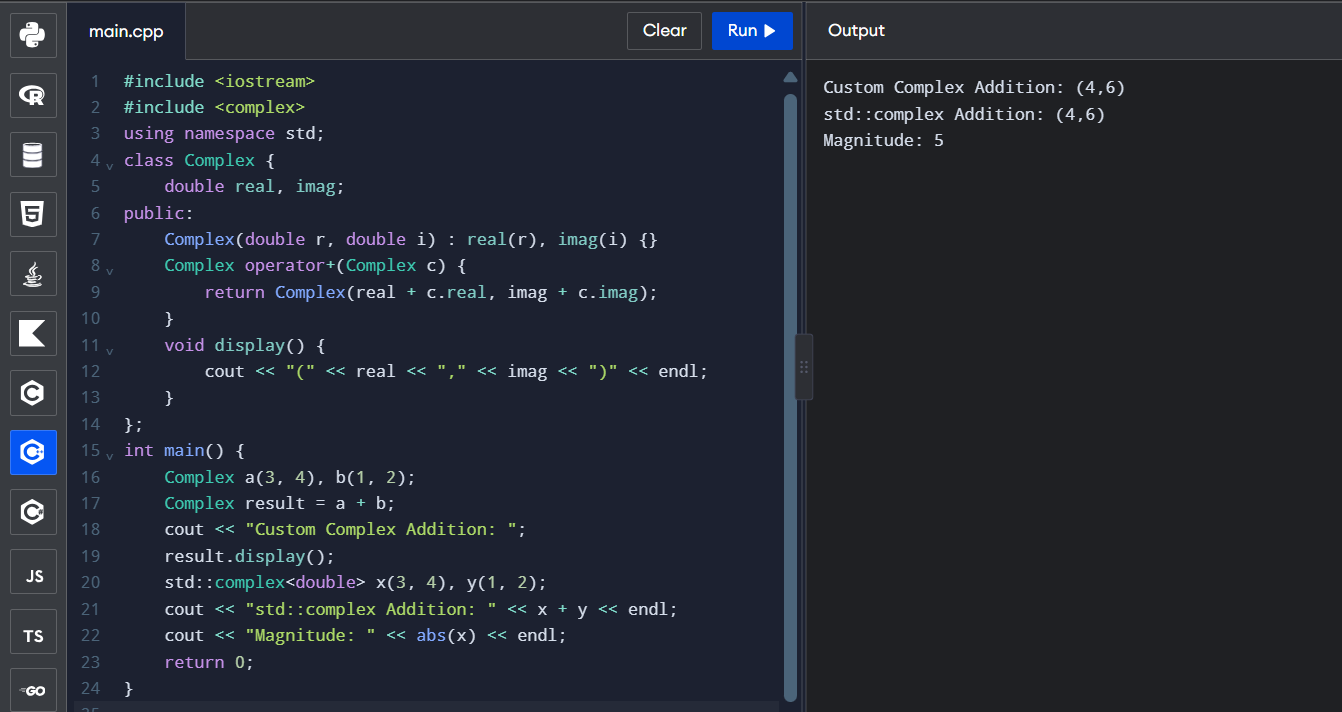 main.cpp
Clear
Run
Output
1 #include <iostream>
2 #include <complex>
3 using namespace std;
4 class Complex {
5     double real, imag;
6 public:
7     Complex(double r, double i) : real(r), imag(i) {}
8     Complex operator+(Complex c) {
9         return Complex(real + c.real, imag + c.imag);
10     }
11     void display() {
12         cout << "(" << real << "," << imag << ")" << endl;
13     }
14 };
15 int main() {
16     Complex a(3, 4), b(1, 2);
17     Complex result = a + b;
18     cout << "Custom Complex Addition: ";
19     result.display();
20     std::complex<double> x(3, 4), y(1, 2);
21     cout << "std::complex Addition: " << x + y << endl;
22     cout << "Magnitude: " << abs(x) << endl;
23     return 0;
24 }
25
Custom Complex Addition: (4,6)
std::complex Addition: (4,6)
Magnitude: 5
R
5
C
C
C
JS
TS
GO